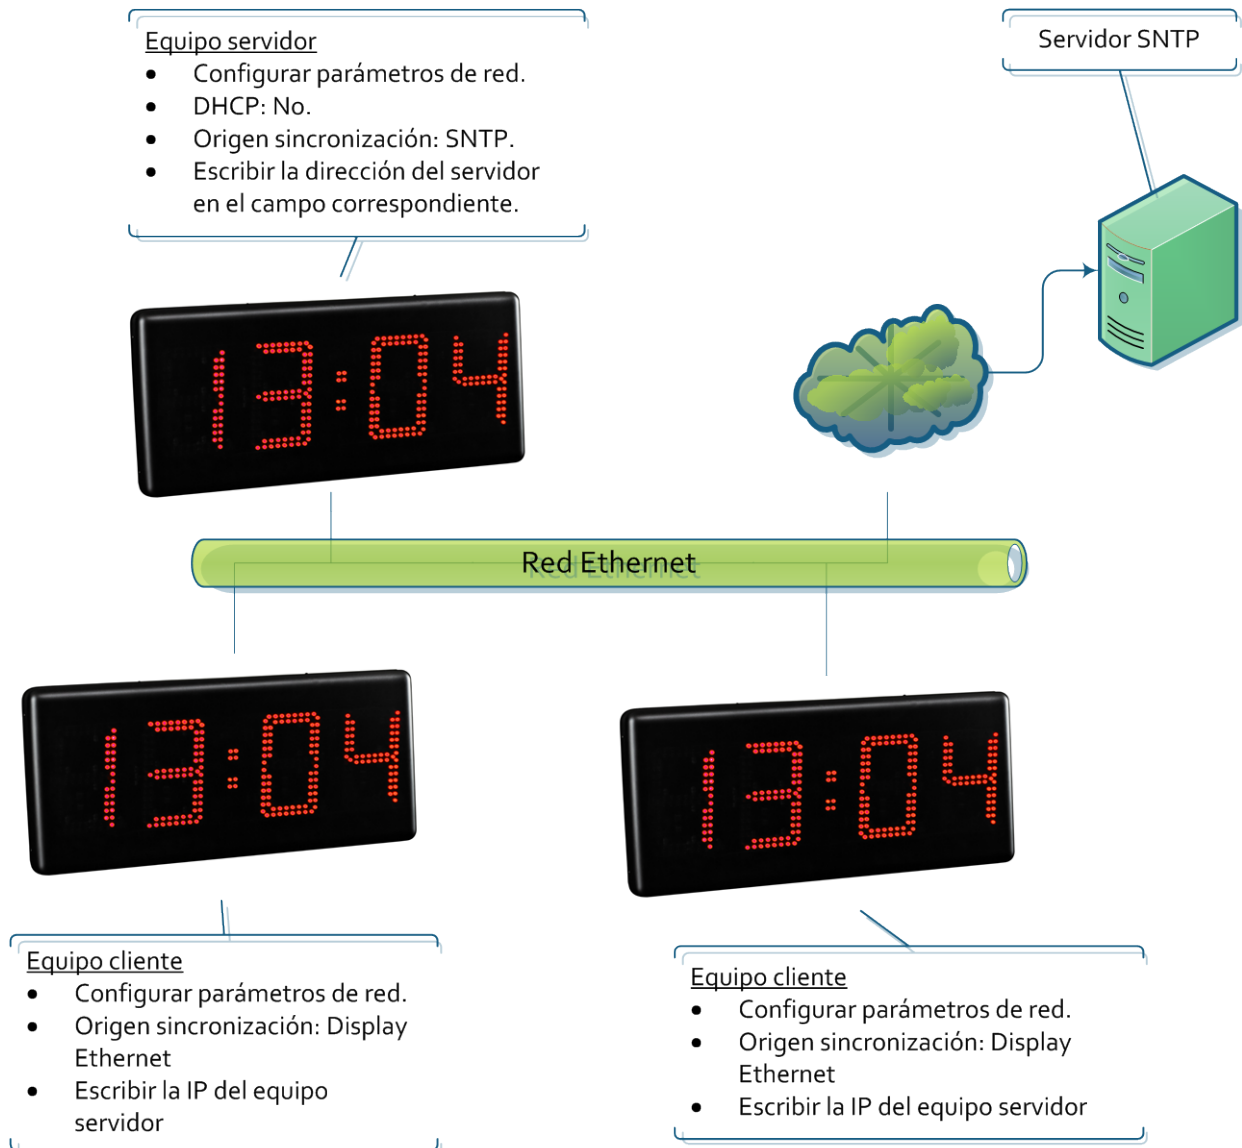 Equipo servidor
• Configurar parámetros de red.
• DHCP: No.
• Origen sincronización: SNTP.
• Escribir la dirección del servidor
en el campo correspondiente.
Servidor SNTP
13:04
Red Ethernet
13:04
13:04
Equipo cliente
• Configurar parámetros de red.
• Origen sincronización: Display
Ethernet
• Escribir la IP del equipo
servidor
Equipo cliente
• Configurar parámetros de red.
• Origen sincronización: Display
Ethernet
• Escribir la IP del equipo servidor